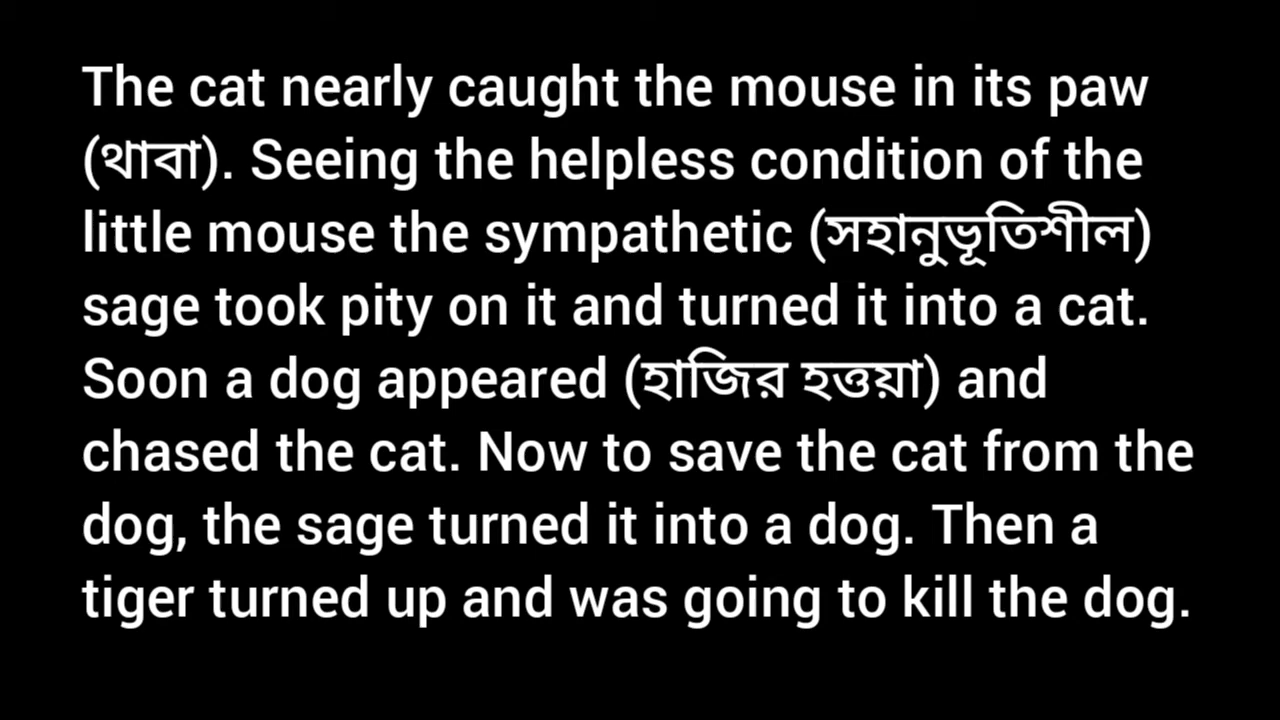 The cat nearly caught the mouse in its paw
(থাবা). Seeing the helpless condition of the
little mouse the sympathetic (সহানুভূতিশীল)
sage took pity on it and turned it into a cat.
Soon a dog appeared (হাজির হত্তয়া) and
chased the cat. Now to save the cat from the
dog, the sage turned it into a dog. Then a
tiger turned up and was going to kill the dog.